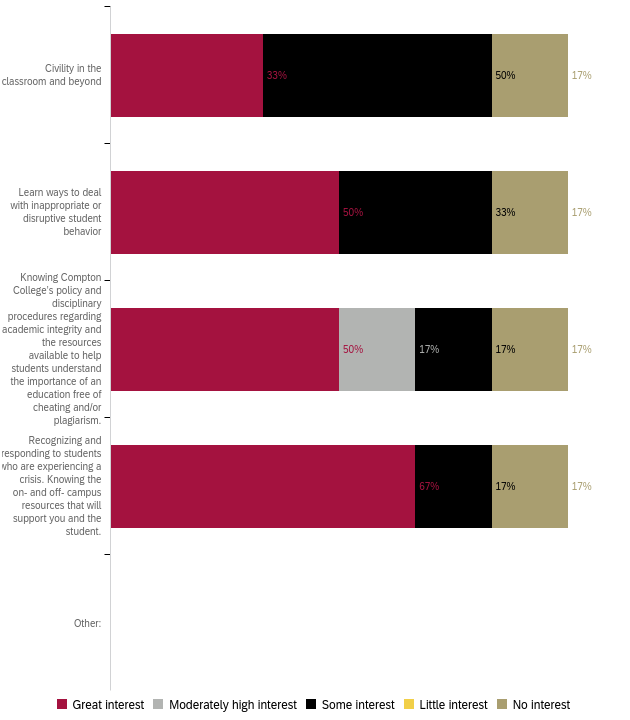 Civility in the
classroom and beyond
33%
50%
17%
Learn ways to deal
with inappropriate or
disruptive student
behavior
50%
33%
17%
Knowing Compton
College's policy and
disciplinary
procedures regarding
academic integrity and
the resources
available to help
students understand
the importance of an
education free of
cheating and/or
plagiarism.
50%
17%
17%
17%
Recognizing and
responding to students
who are experiencing a
crisis. Knowing the
on- and off- campus
resources that will
support you and the
student.
67%
17%
17%
Other:
Great interest
Moderately high interest
Some interest
Little interest
No interest